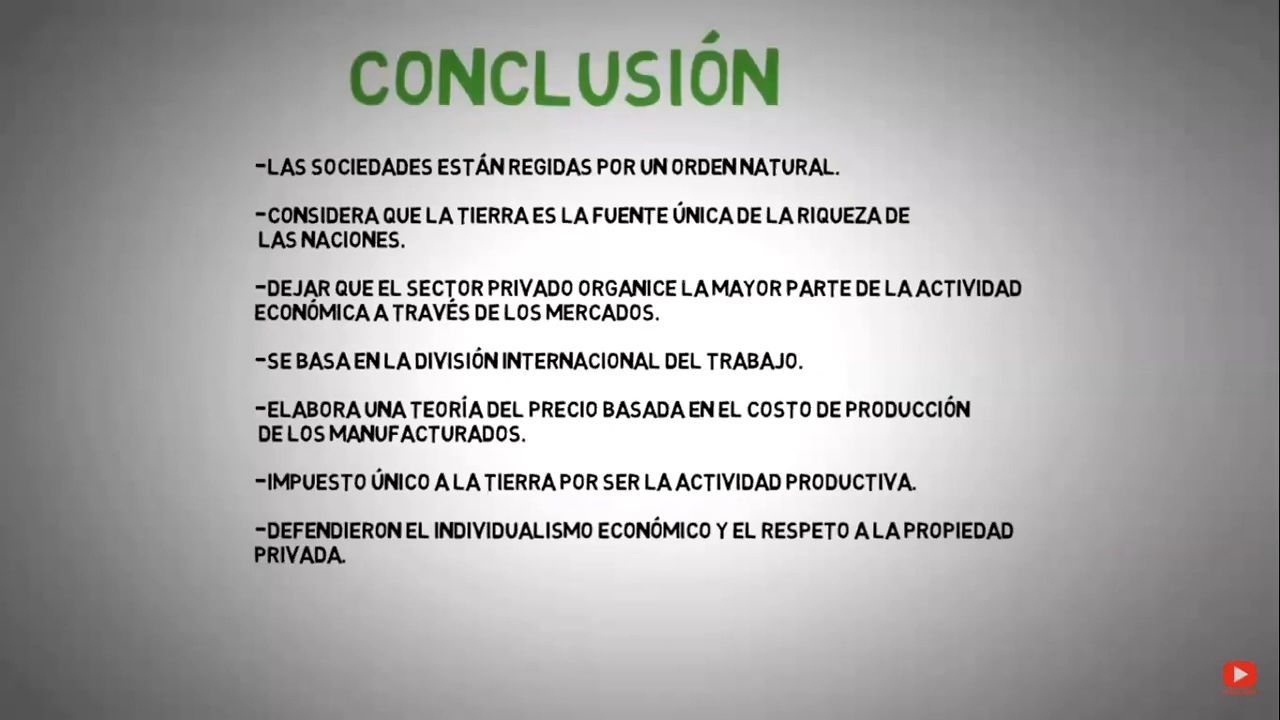 CONCLUSIÓN
-LAS SOCIEDADES ESTÁN REGIDAS POR UN ORDEN NATURAL.
-CONSIDERA QUE LA TIERRA ES LA FUENTE ÚNICA DE LA RIQUEZA DE
LAS NACIONES.
-DEJAR QUE EL SECTOR PRIVADO ORGANICE LA MAYOR PARTE DE LA ACTIVIDAD
ECONÓMICA A TRAVÉS DE LOS MERCADOS.
-SE BASA EN LA DIVISIÓN INTERNACIONAL DEL TRABAJO.
-ELABORA UNA TEORÍA DEL PRECIO BASADA EN EL COSTO DE PRODUCCIÓN
DE LOS MANUFACTURADOS.
-IMPUESTO ÚNICO A LA TIERRA POR SER LA ACTIVIDAD PRODUCTIVA.
-DEFENDIERON EL INDIVIDUALISMO ECONÓMICO Y EL RESPETO A LA PROPIEDAD
PRIVADA.